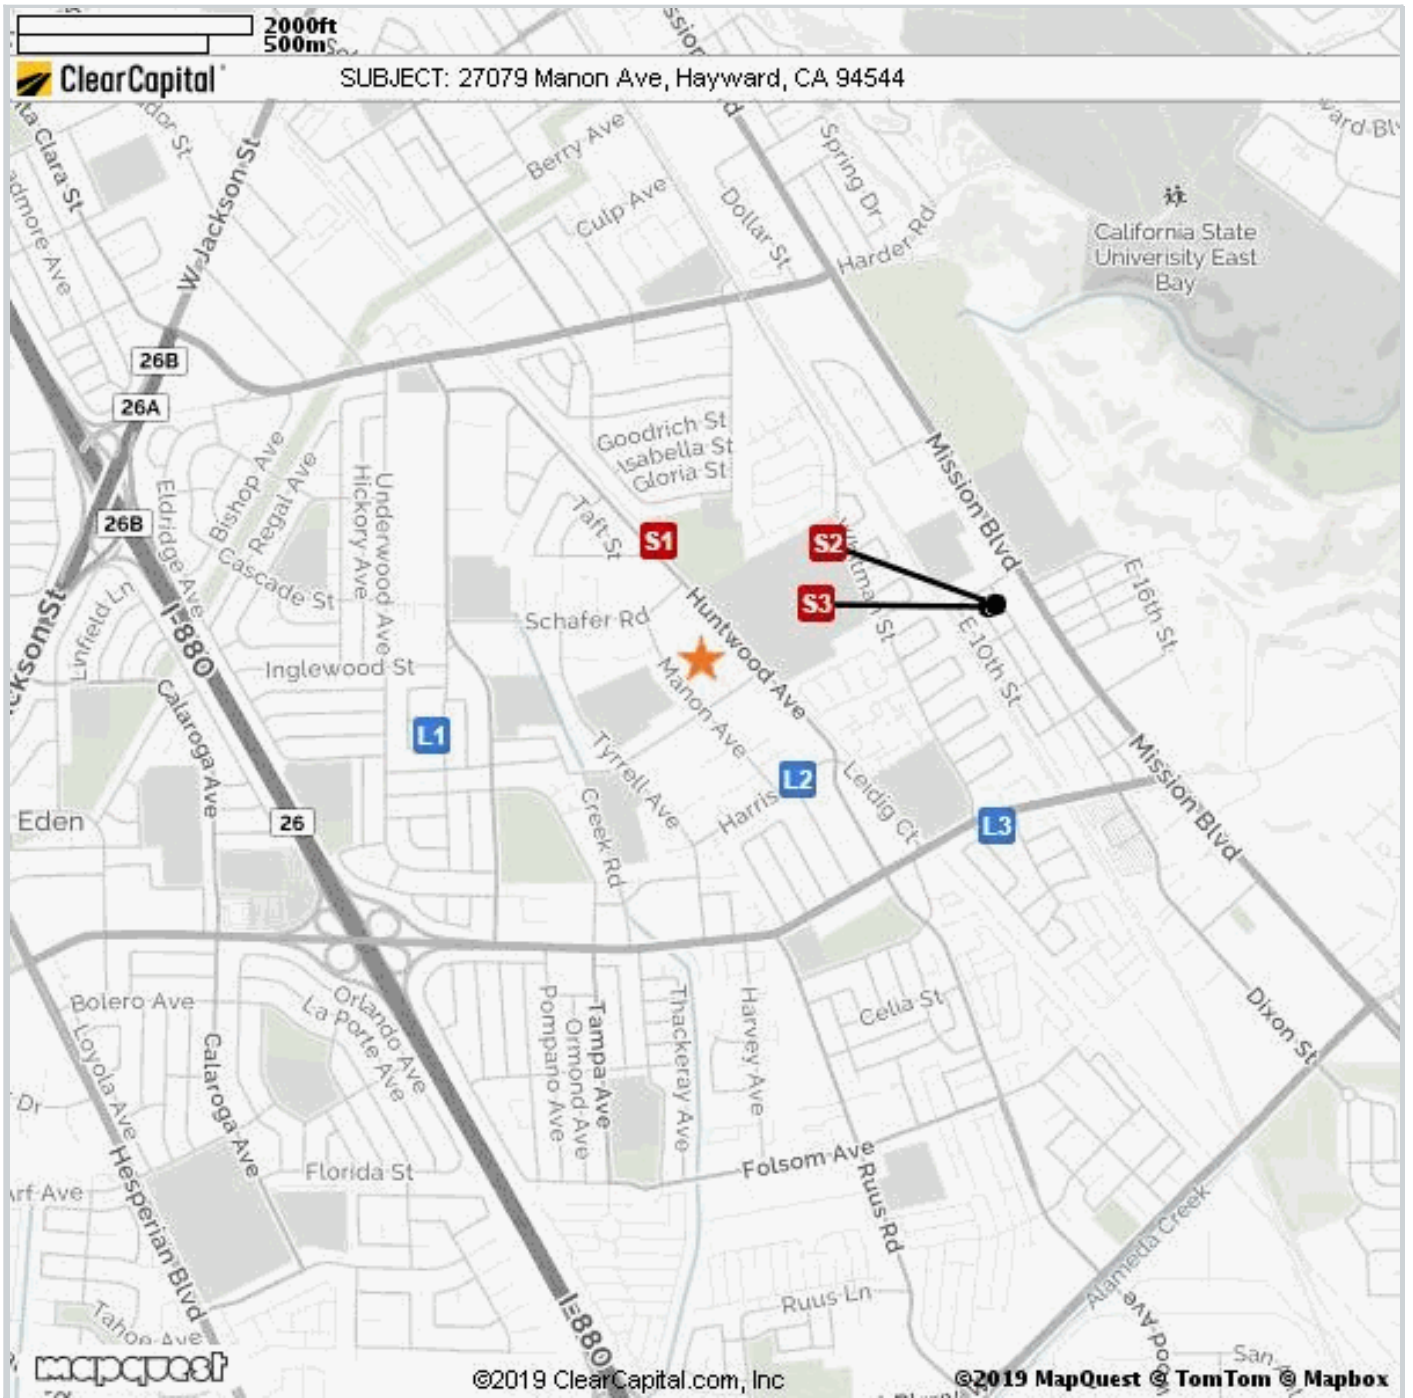 2000ft
500m
ClearCapital
SUBJECT: 27079 Manon Ave, Hayward, CA 94544
W Jackson St
Berry Ave
Culp Ave
Dollar St
Spring Dr
Harder Rd
California State
Univerisity East
Bay
26B
26A
26B
Goodrich St
Isabella St
Gloria St
Mission Blvd
Bishop Ave
Regal Ave
Eldridge Ave
Hickory Ave
Underwood Ave
Cascade St
Linfield Ln
Taft St
S1
S2
S3
Whitman St
E 10th St
E 16th St
I-880
Schafer Rd
Huntwood Ave
Inglewood St
Manon Ave
Calaroga Ave
L1
L2
L3
Tyrrell Ave
Harris
Leidig Ct
Mission Blvd
Eden
26
Creek Rd
Bolero Ave
Loyola Ave
Orlando Ave
La Porte Ave
Calaroga Ave
Pompano Ave
Ormond Ave
Tampa Ave
Thackeray Ave
Harvey Ave
Celia St
Dixon St
Dr
Florida St
Folsom Ave
Ruus Rd
Hesperian Blvd
Alameda Creek
Ruus Ln
Tahoe Ave
I-880
mapquest
©2019 ClearCapital.com, Inc
©2019 MapQuest © TomTom © Mapbox